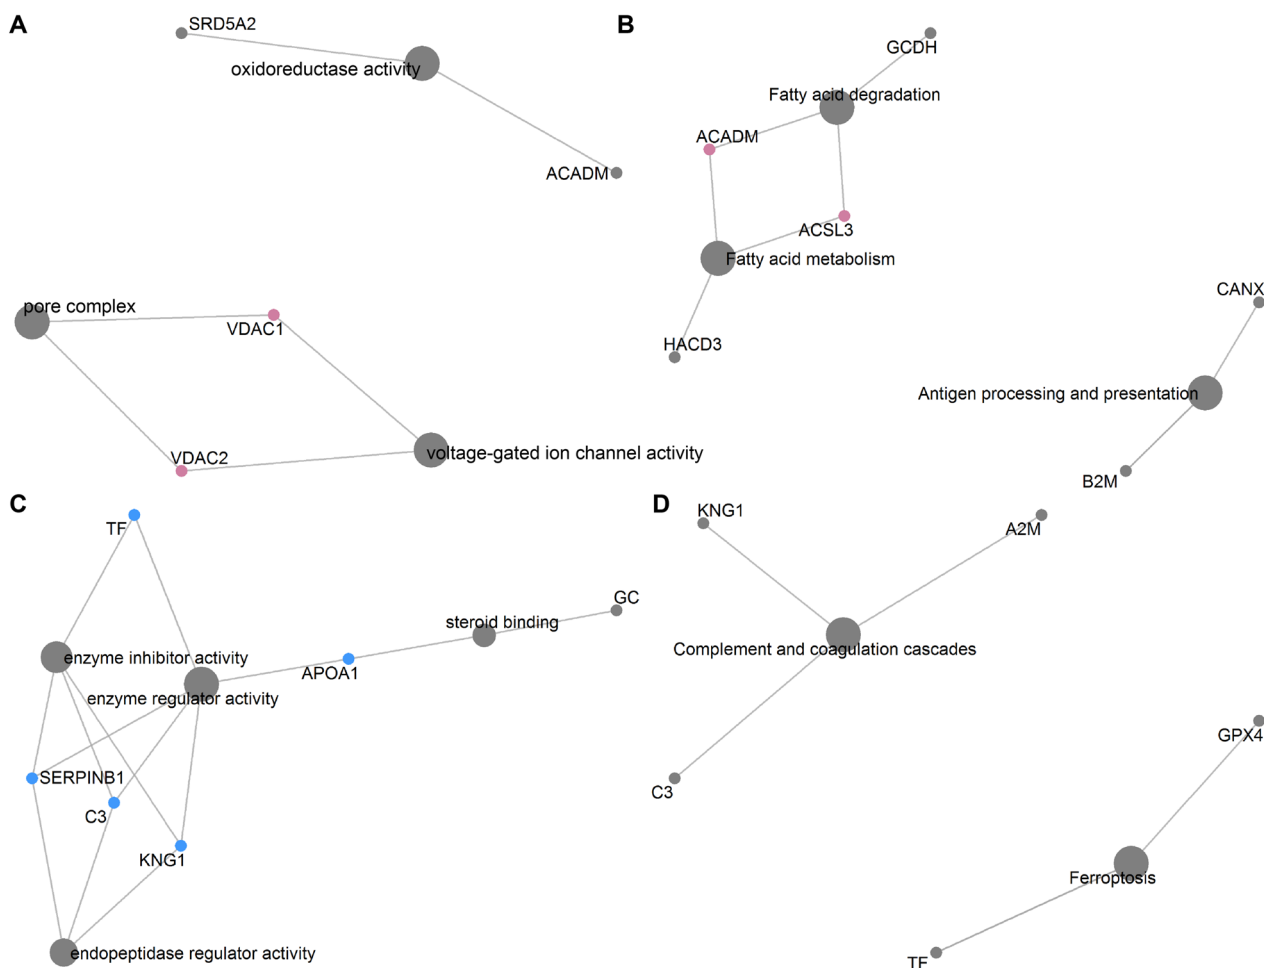 A
SRD5A2
oxidoreductase activity
ACADM
pore complex
VDAC1
VDAC2
voltage-gated ion channel activity
B
GCDH
Fatty acid degradation
ACADM
ACSL3
Fatty acid metabolism
HACD3
CANX
Antigen processing and presentation
B2M
C
TF
GC
steroid binding
enzyme inhibitor activity
APOA1
enzyme regulator activity
SERPINB1
C3
KNG1
endopeptidase regulator activity
D
KNG1
A2M
Complement and coagulation cascades
C3
GPX4
Ferroptosis
TF